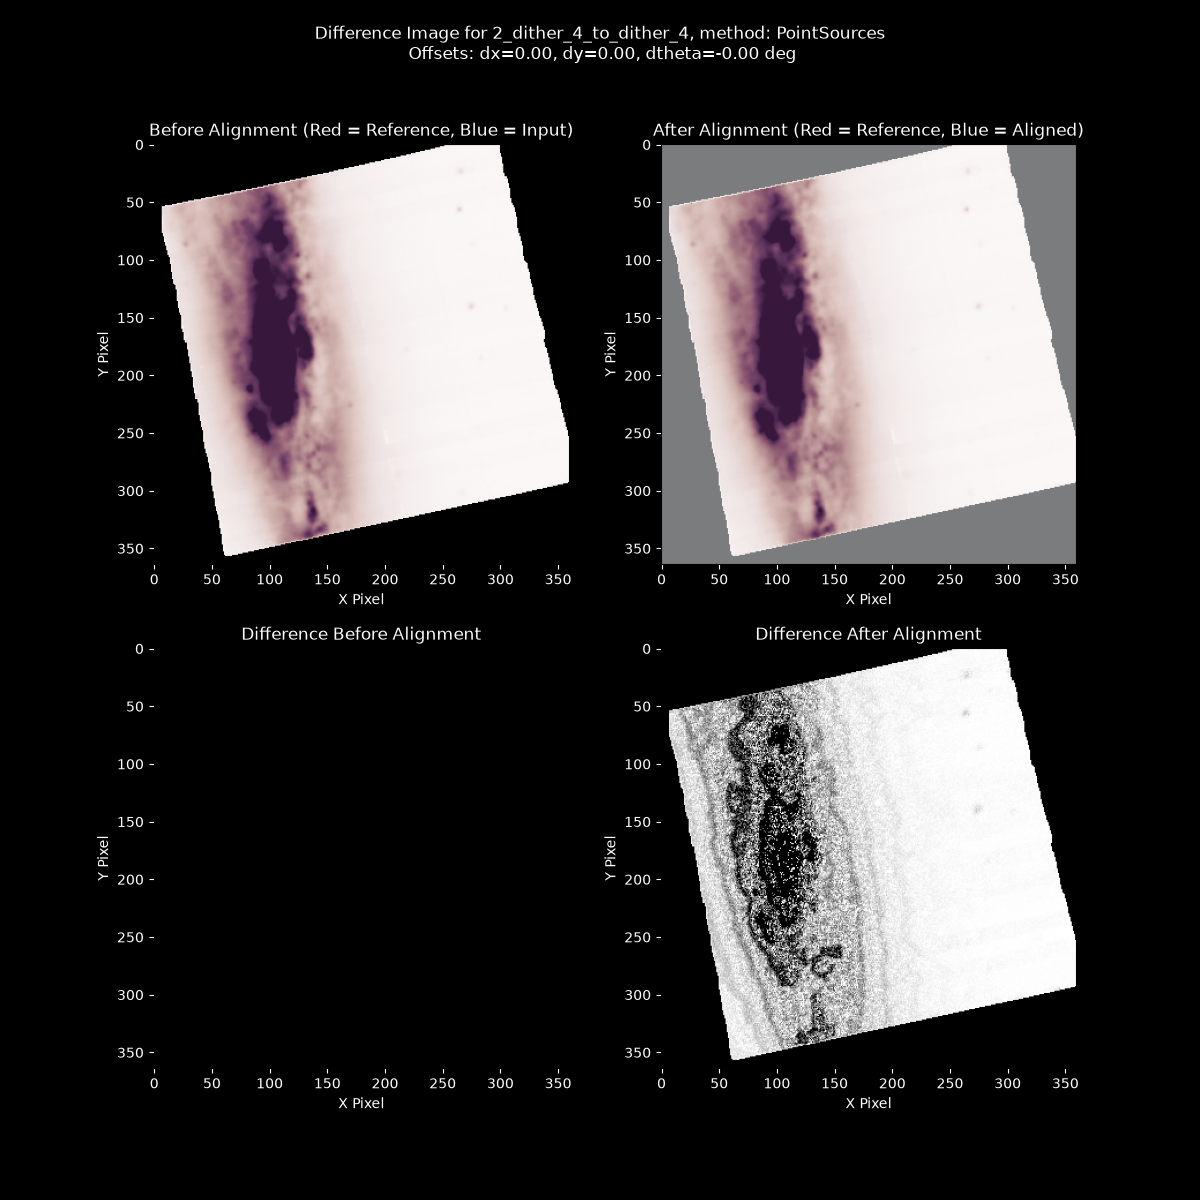 Difference Image for 2_dither_4_to_dither_4, method: PointSources
Offsets: dx=0.00, dy=0.00, dtheta=-0.00 deg
Before Alignment (Red = Reference, Blue = Input)
0
50
100
150
200
250
300
350
Y Pixel
0 50 100 150 200 250 300 350
X Pixel
After Alignment (Red = Reference, Blue = Aligned)
0
50
100
150
200
250
300
350
Y Pixel
0 50 100 150 200 250 300 350
X Pixel
Difference Before Alignment
0
50
100
150
200
250
300
350
Y Pixel
0 50 100 150 200 250 300 350
X Pixel
Difference After Alignment
0
50
100
150
200
250
300
350
Y Pixel
0 50 100 150 200 250 300 350
X Pixel